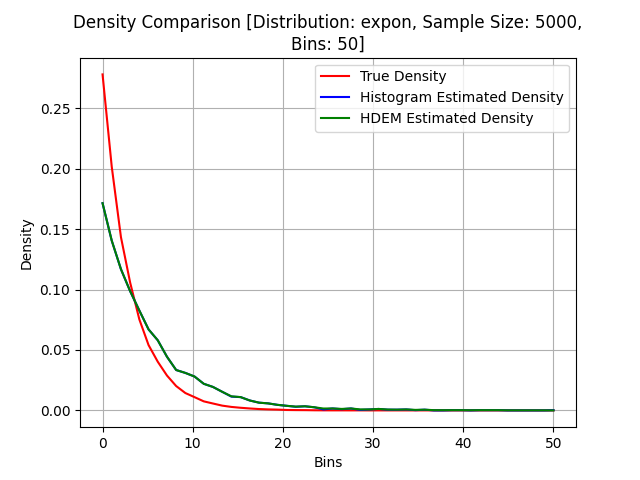 Density Comparison [Distribution: expon, Sample Size: 5000,
Bins: 50]
True Density
Histogram Estimated Density
HDEM Estimated Density
Density
0.25
0.20
0.15
0.10
0.05
0.00
0 10 20 30 40 50
Bins